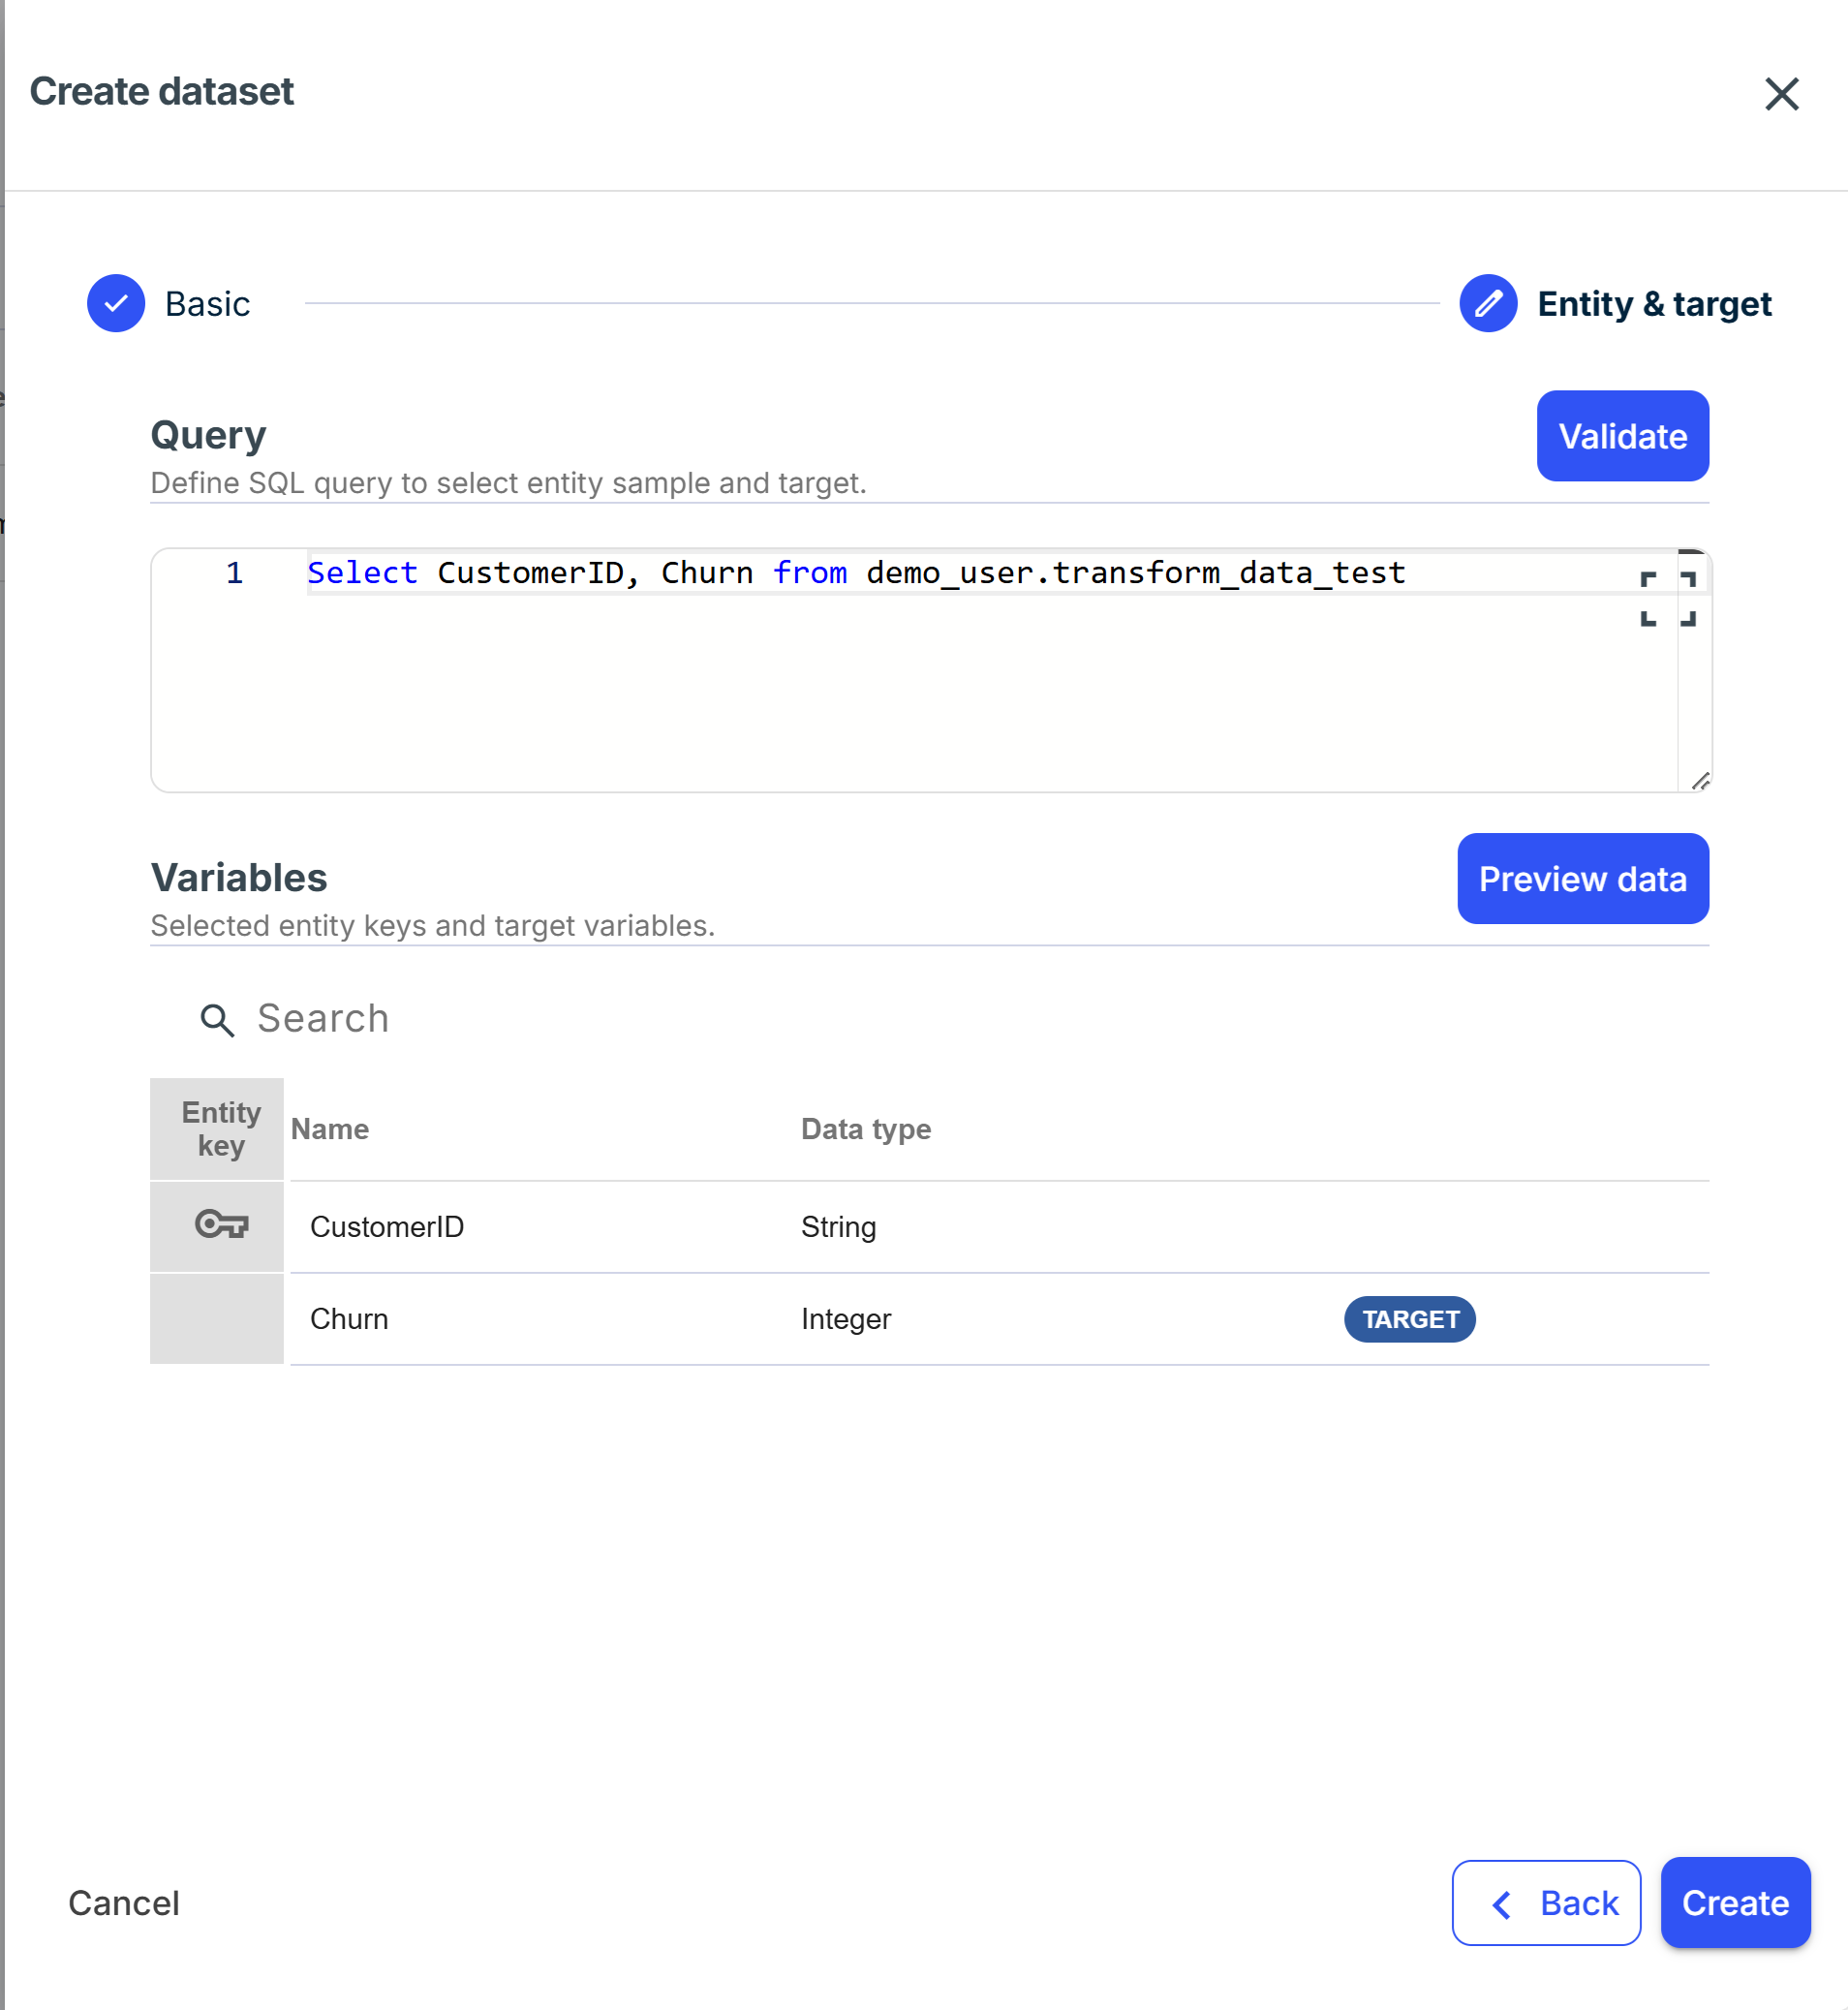 Create dataset
Basic
Entity & target
Query
Validate
Define SQL query to select entity sample and target.
1 Select CustomerID, Churn from demo_user.transform_data_test
Variables
Preview data
Selected entity keys and target variables.
Search
Entity key Name Data type
CustomerID String
Churn Integer TARGET
Cancel
Back
Create